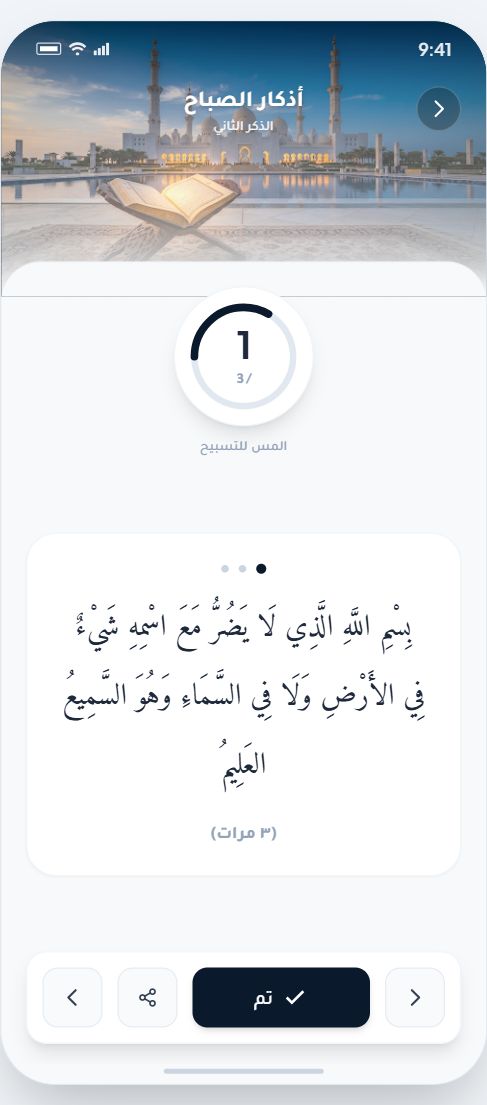 9:41
أذكار الصباح
الذكر الثاني
1
/3
المس للتسبيح
بِسْمِ اللَّهِ الَّذِي لَا يَضُرُّ مَعَ اسْمِهِ شَيْءٌ
فِي الأَرْضِ وَلَا فِي السَّمَاءِ وَهُوَ السَّمِيعُ
العَلِيمُ
(٣ مرات)
تم